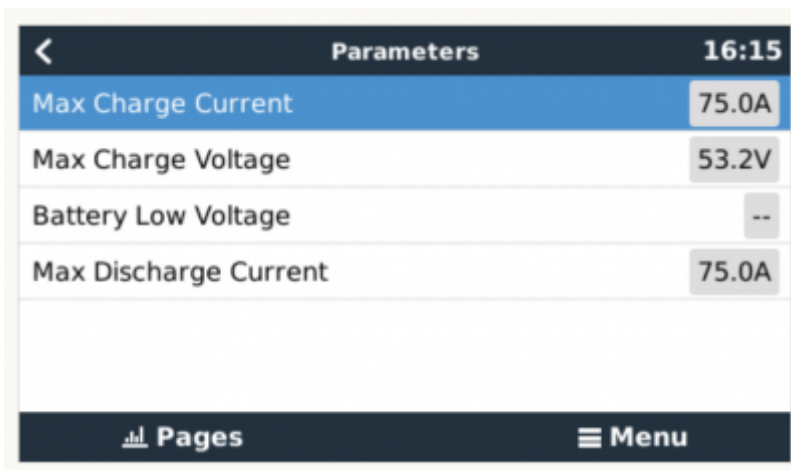 Parameters 16:15
Max Charge Current 75.0A
Max Charge Voltage 53.2V
Battery Low Voltage --
Max Discharge Current 75.0A
Pages Menu